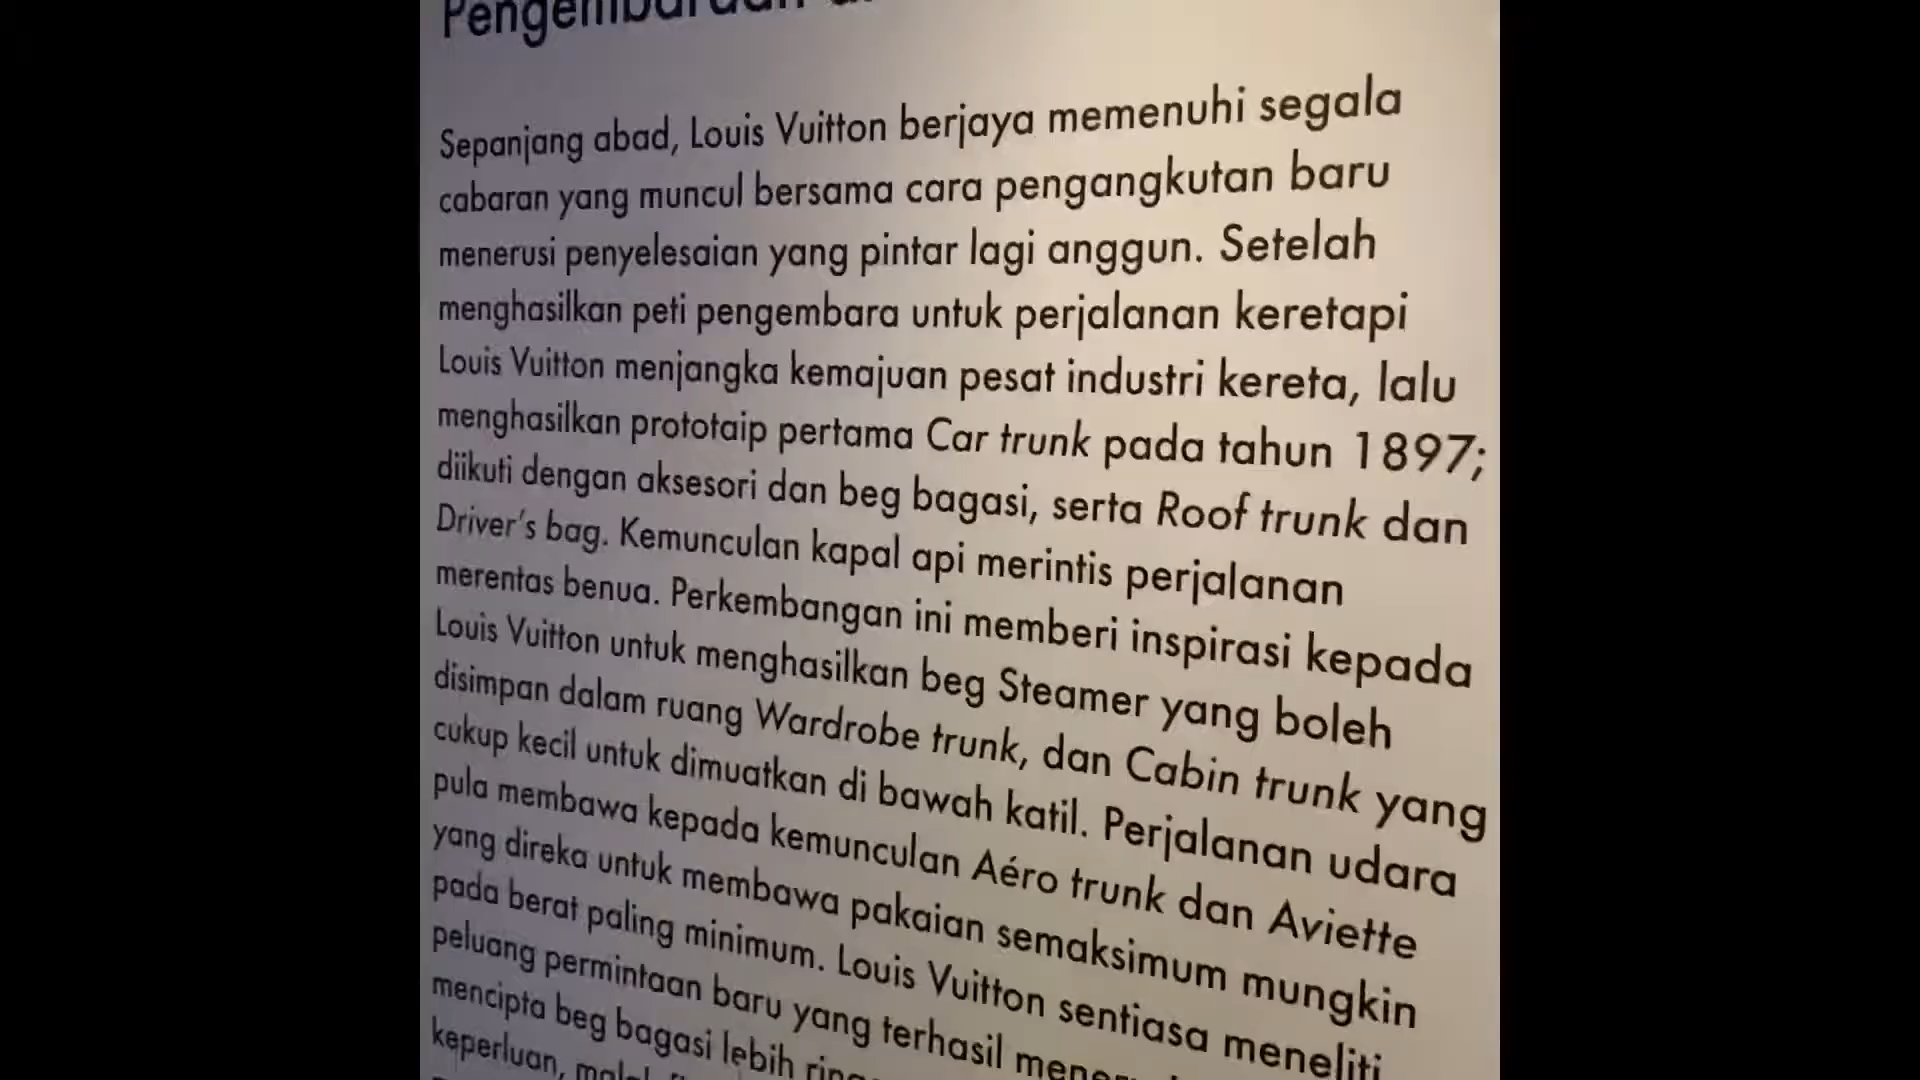 Sepanjang abad, Louis Vuitton berjaya memenuhi segala
cabaran yang muncul bersama cara pengangkutan baru
menerusi penyelesaian yang pintar lagi anggun. Setelah
menghasilkan peti pengembara untuk perjalanan keretapi
Louis Vuitton menjangka kemajuan pesat industri kereta, lalu
menghasilkan prototaip pertama Car trunk pada tahun 1897;
diikuti dengan aksesori dan beg bagasi, serta Roof trunk dan
Driver's bag. Kemunculan kapal api merintis perjalanan
merentas benua. Perkembangan ini memberi inspirasi kepada
Louis Vuitton untuk menghasilkan beg Steamer yang boleh
disimpan dalam ruang Wardrobe trunk, dan Cabin trunk yang
cukup kecil untuk dimuatkan di bawah katil. Perjalanan udara
pula membawa kepada kemunculan Aéro trunk dan Aviette
yang direka untuk membawa pakaian semaksimum mungkin
pada berat paling minimum. Louis Vuitton sentiasa meneliti
peluang permintaan baru yang terhasil
mencipta beg bagasi lebih
keperluan,